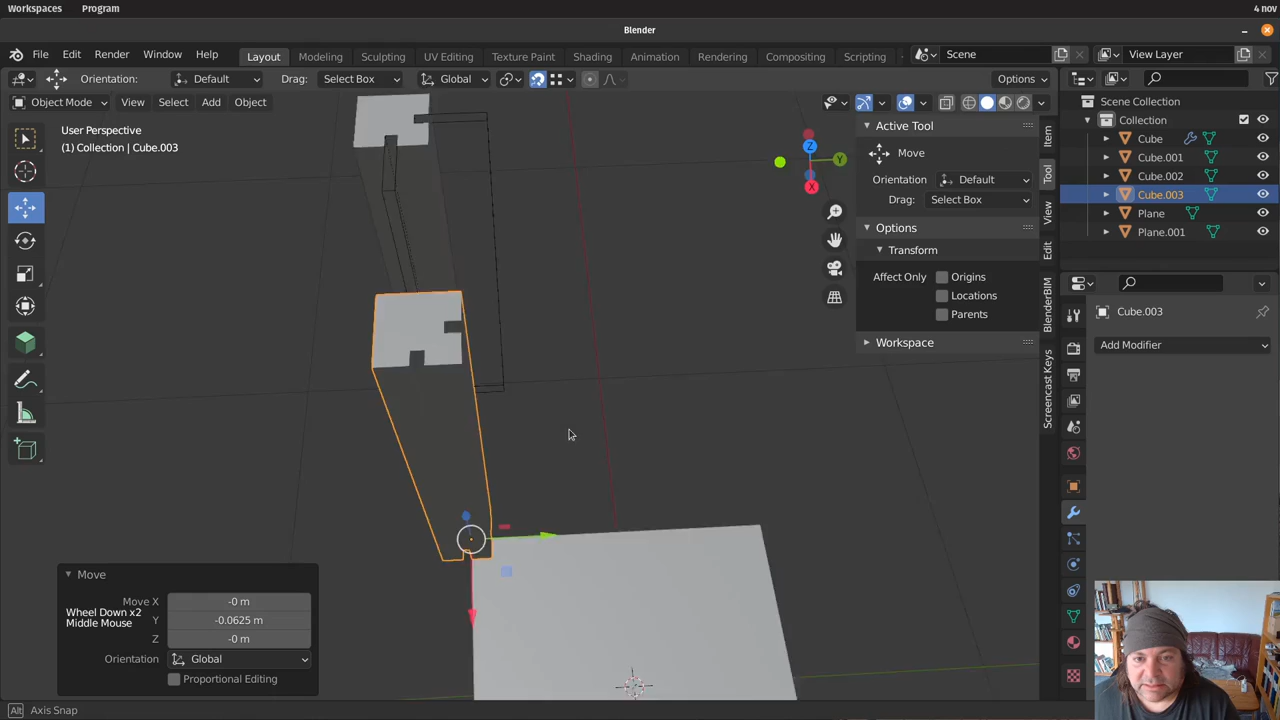 Workspaces Program 4 nov
Blender
File Edit Render Window Help Layout Modeling Sculpting UV Editing Texture Paint Shading Animation Rendering Compositing Scripting Scene View Layer
Orientation: Default Drag: Select Box Global Options
Object Mode View Select Add Object
User Perspective
(1) Collection | Cube.003
Z
Y
X
Active Tool
Move
Orientation Default
Drag: Select Box
Options
Transform
Affect Only Origins
Locations
Parents
Workspace
Item
Tool
View
Edit
BlenderBIM
Screencast Keys
Scene Collection
Collection
Cube
Cube.001
Cube.002
Cube.003
Plane
Plane.001
Cube.003
Add Modifier
Move
Move X -0 m
Y -0.0625 m
Z -0 m
Wheel Down x2
Middle Mouse
Orientation Global
Proportional Editing
Alt Axis Snap